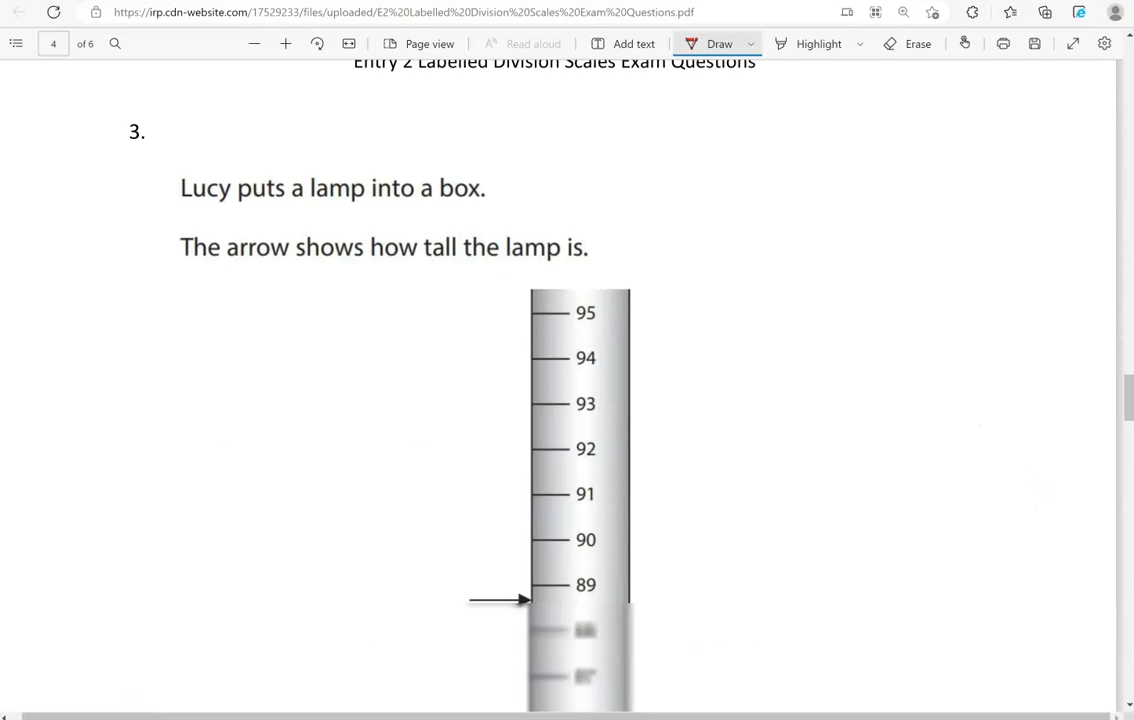 https://irp.cdn-website.com/17529233/files/uploaded/E2%20Labelled%20Division%20Scales%20Exam%20Questions.pdf
4 of 6 Page view Read aloud Add text Draw Highlight Erase
Entry 2 Labelled Division Scales Exam Questions
3.
Lucy puts a lamp into a box.
The arrow shows how tall the lamp is.
95
94
93
92
91
90
89